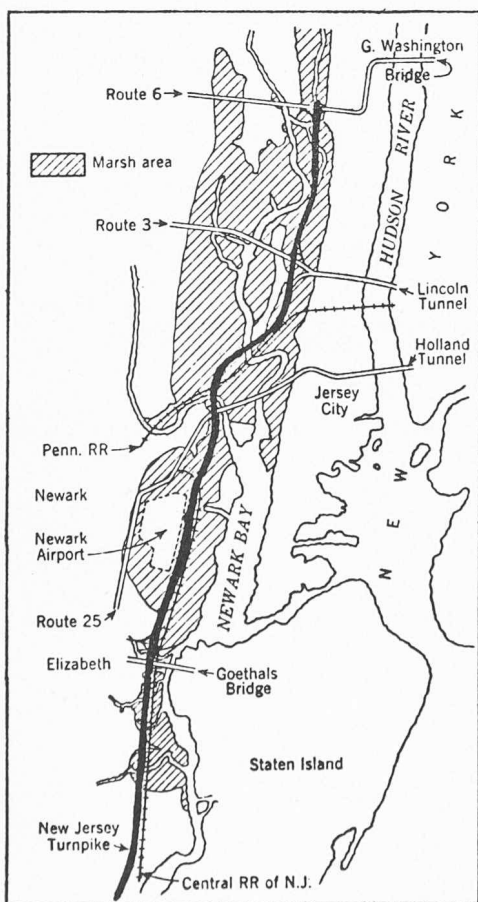 G. Washington
Bridge
Route 6
Marsh area
HUDSON RIVER
NEW YORK
Route 3
Lincoln
Tunnel
Holland
Tunnel
Jersey
City
Penn. RR
Newark
Newark
Airport
NEWARK BAY
Route 25
Elizabeth
Goethals
Bridge
Staten Island
New Jersey
Turnpike
Central RR of N.J.